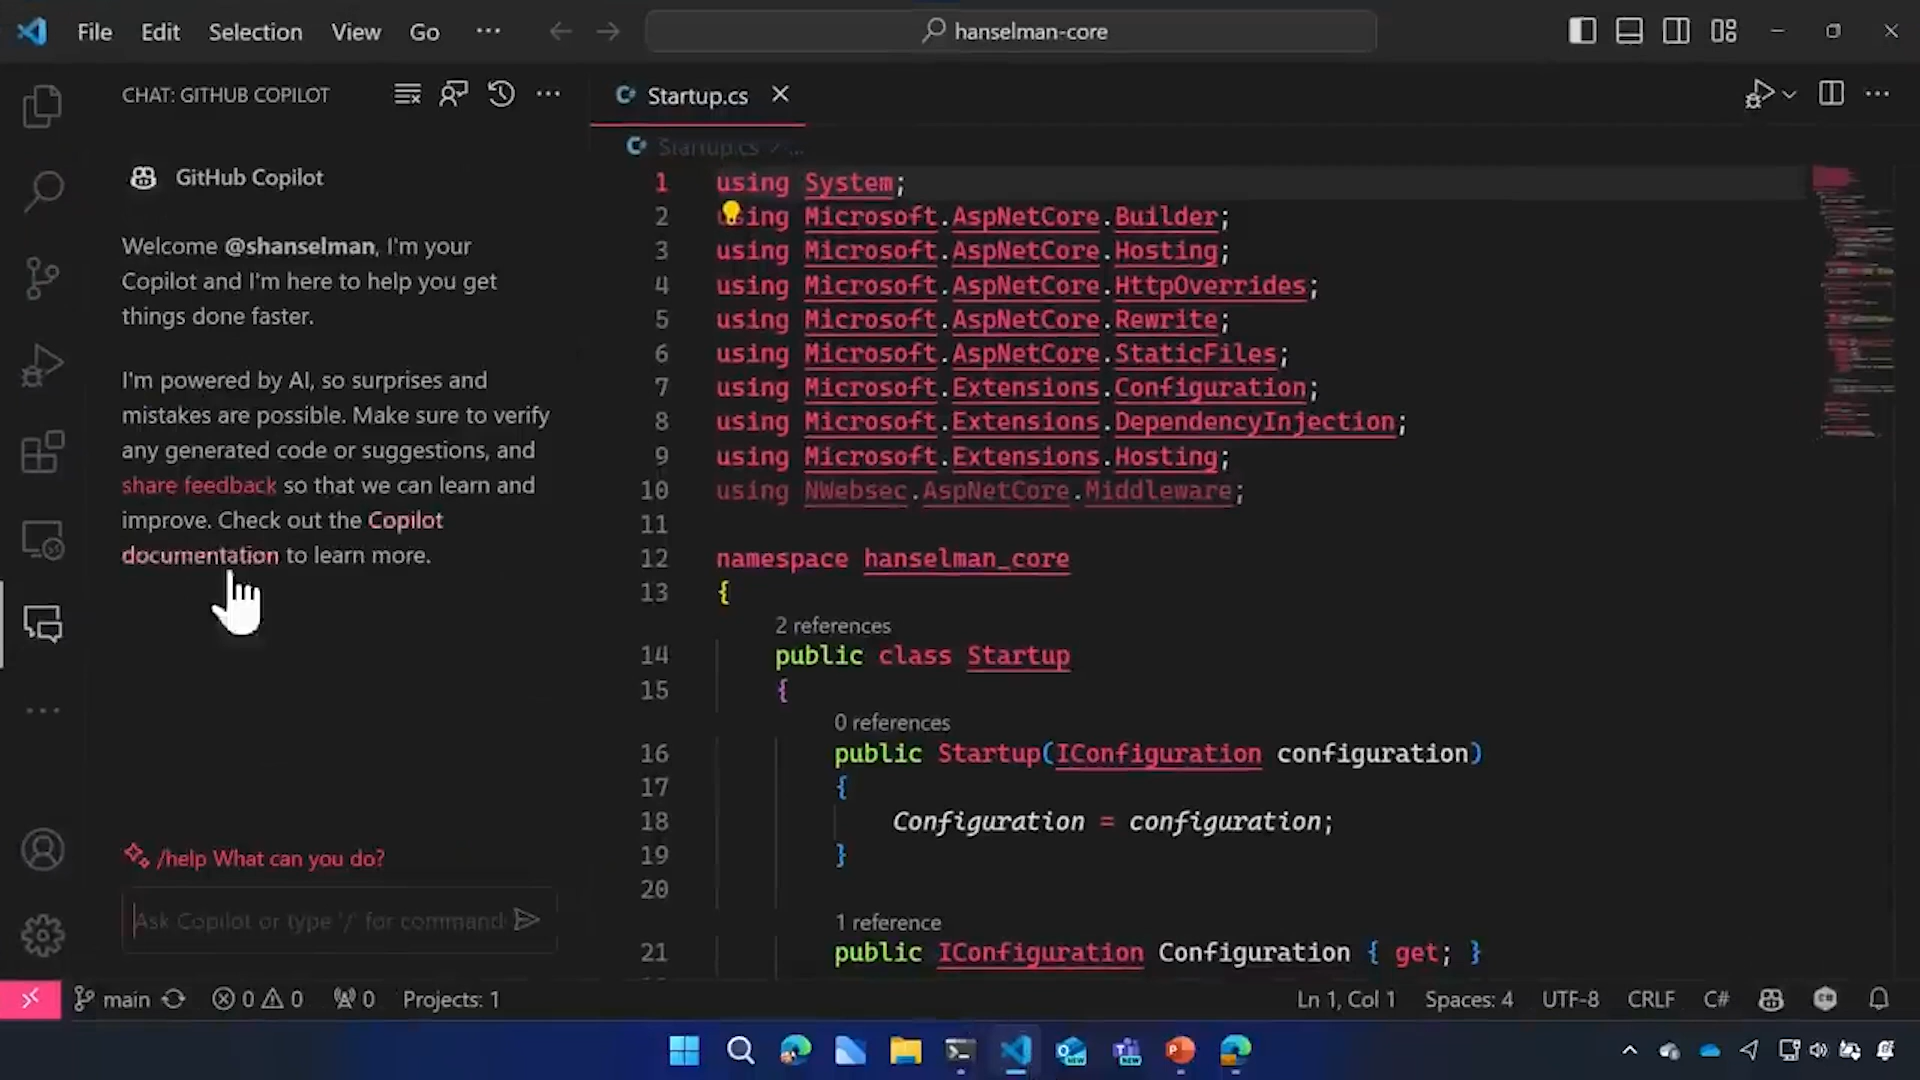 File Edit Selection View Go ... hanselman-core
CHAT: GITHUB COPILOT
GitHub Copilot
Welcome @shanselman, I'm your
Copilot and I'm here to help you get
things done faster.
I'm powered by AI, so surprises and
mistakes are possible. Make sure to verify
any generated code or suggestions, and
share feedback so that we can learn and
improve. Check out the Copilot
documentation to learn more.
/help What can you do?
Ask Copilot or type '/' for command
Startup.cs
Startup.cs > ...
1 using System;
2 using Microsoft.AspNetCore.Builder;
3 using Microsoft.AspNetCore.Hosting;
4 using Microsoft.AspNetCore.HttpOverrides;
5 using Microsoft.AspNetCore.Rewrite;
6 using Microsoft.AspNetCore.StaticFiles;
7 using Microsoft.Extensions.Configuration;
8 using Microsoft.Extensions.DependencyInjection;
9 using Microsoft.Extensions.Hosting;
10 using NWebsec.AspNetCore.Middleware;
11
12 namespace hanselman_core
13 {
2 references
14 public class Startup
15 {
0 references
16 public Startup(IConfiguration configuration)
17 {
18 Configuration = configuration;
19 }
20
1 reference
21 public IConfiguration Configuration { get; }
main 0 0 0 Projects: 1 Ln 1, Col 1 Spaces: 4 UTF-8 CRLF C#